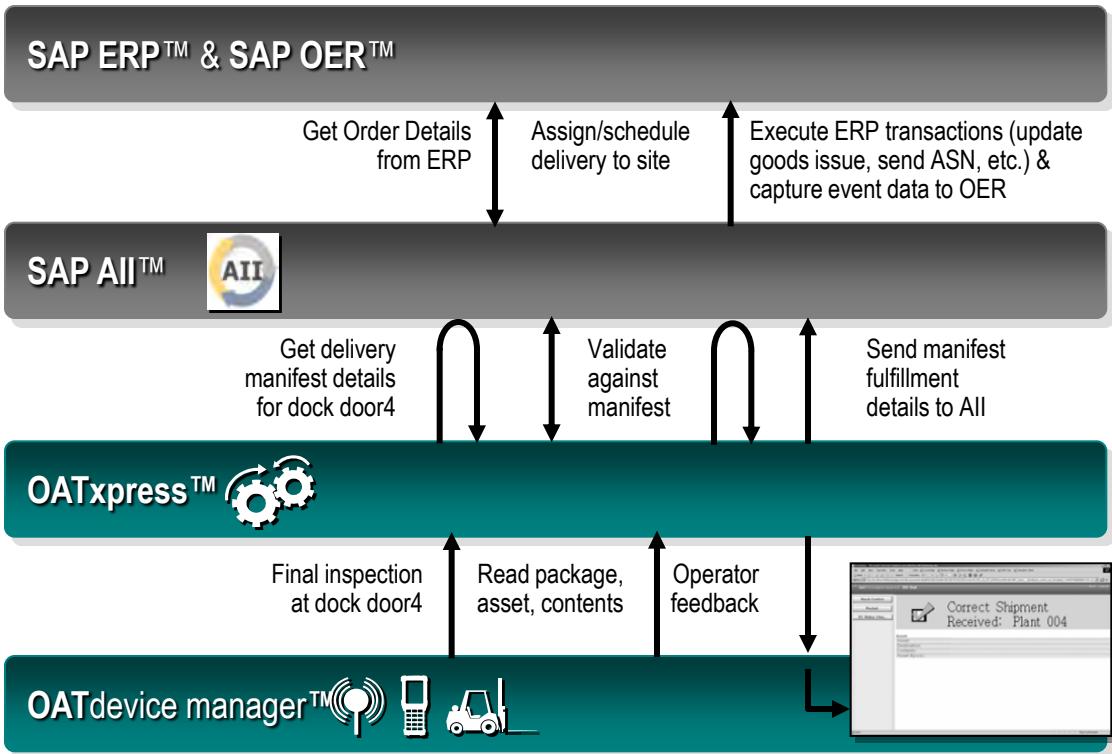 SAP ERP™ & SAP OER™
Get Order Details
from ERP
Assign/schedule
delivery to site
Execute ERP transactions (update
goods issue, send ASN, etc.) &
capture event data to OER
SAP AII™
AII
Get delivery
manifest details
for dock door4
Validate
against
manifest
Send manifest
fulfillment
details to AII
OATxpress™
Final inspection
at dock door4
Read package,
asset, contents
Operator
feedback
Correct Shipment
Received: Plant 004
OATdevice manager™